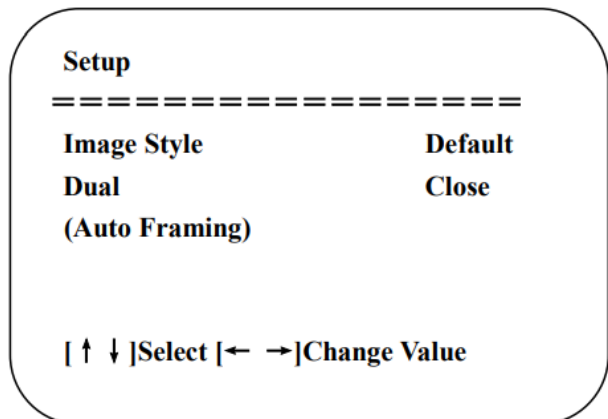 Setup
=================
Image Style Default
Dual Close
(Auto Framing)
[↑ ↓]Select [← →]Change Value